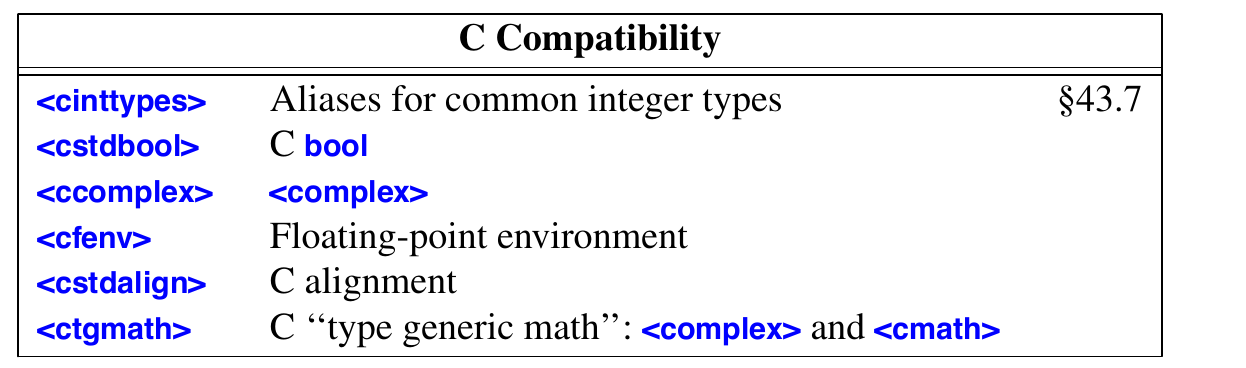 C Compatibility
<cinttypes> Aliases for common integer types §43.7
<cstdbool> C bool
<ccomplex> <complex>
<cfenv> Floating-point environment
<cstdalign> C alignment
<ctgmath> C ‘‘type generic math’’: <complex> and <cmath>